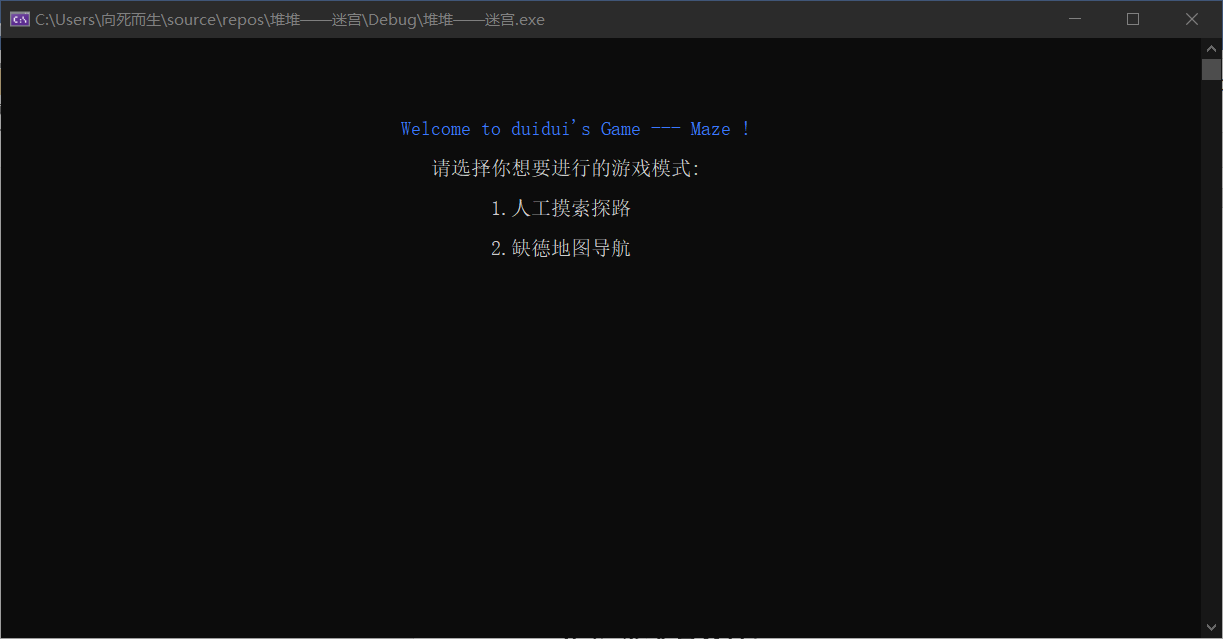 C:\Users\向死而生\source\repos\堆堆——迷宫\Debug\堆堆——迷宫.exe
Welcome to duidui's Game --- Maze !
请选择你想要进行的游戏模式:
1.人工摸索探路
2.缺德地图导航